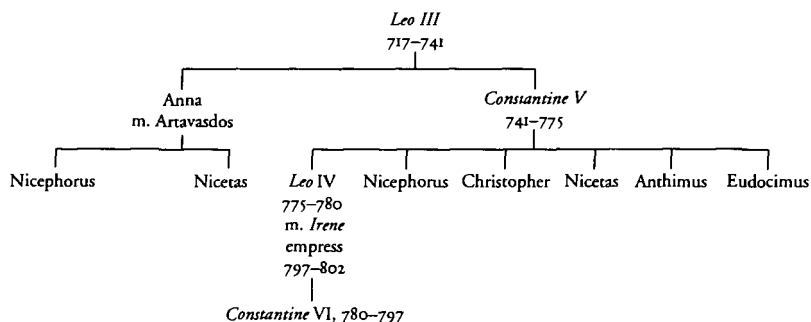 Leo III
717–741
Anna
m. Artavasdos
Constantine V
741–775
Nicephorus
Nicetas
Leo IV
775–780
m. Irene
empress
797–802
Nicephorus
Christopher
Nicetas
Anthimus
Eudocimus
Constantine VI, 780–797